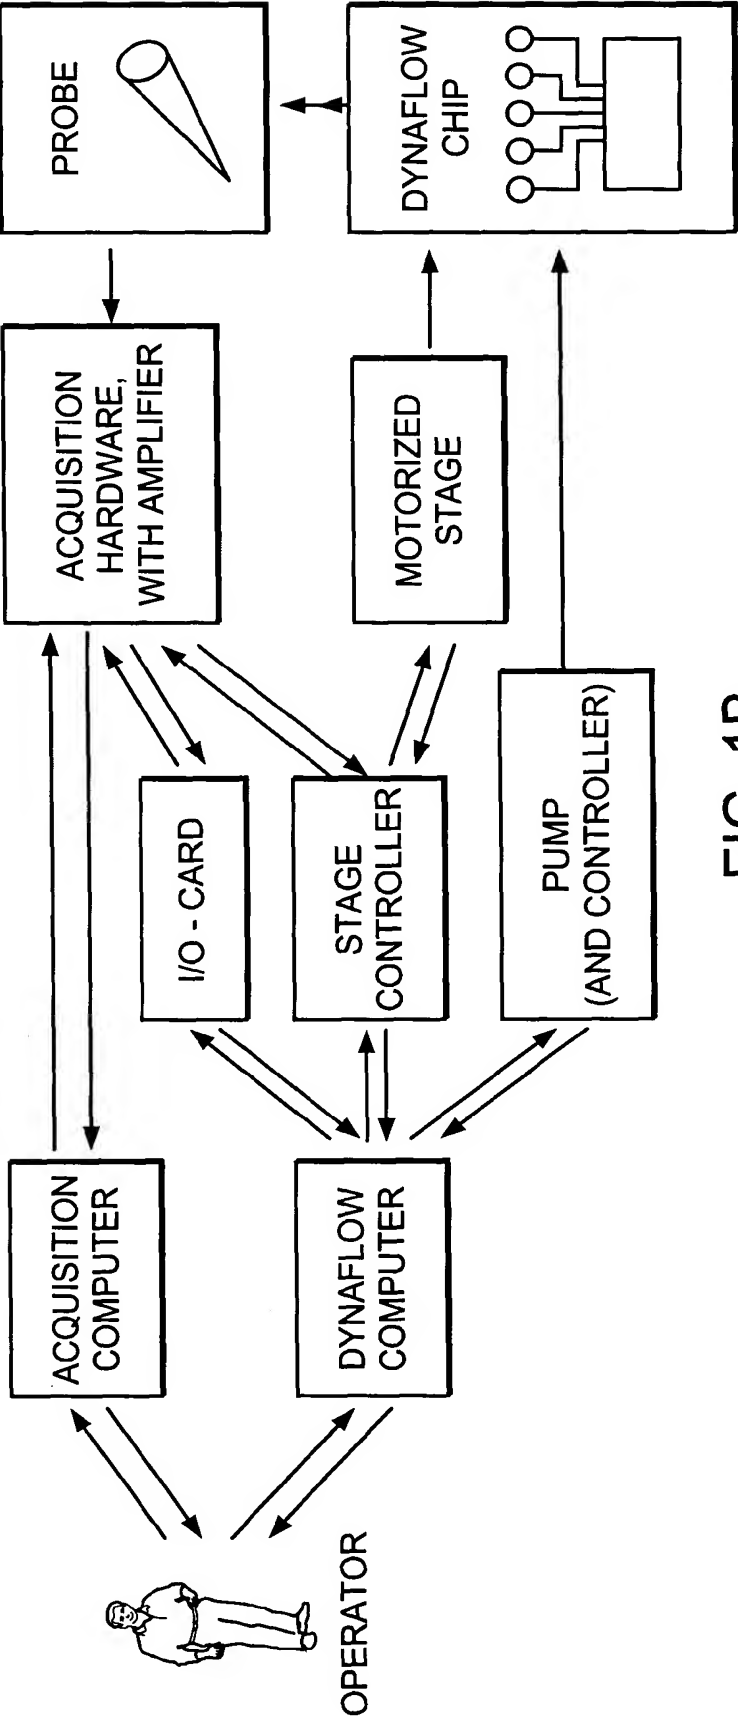 OPERATOR
ACQUISITION
COMPUTER
DYNAFLOW
COMPUTER
I/O - CARD
STAGE
CONTROLLER
PUMP
(AND CONTROLLER)
ACQUISITION
HARDWARE,
WITH AMPLIFIER
MOTORIZED
STAGE
PROBE
DYNAFLOW
CHIP
FIG.